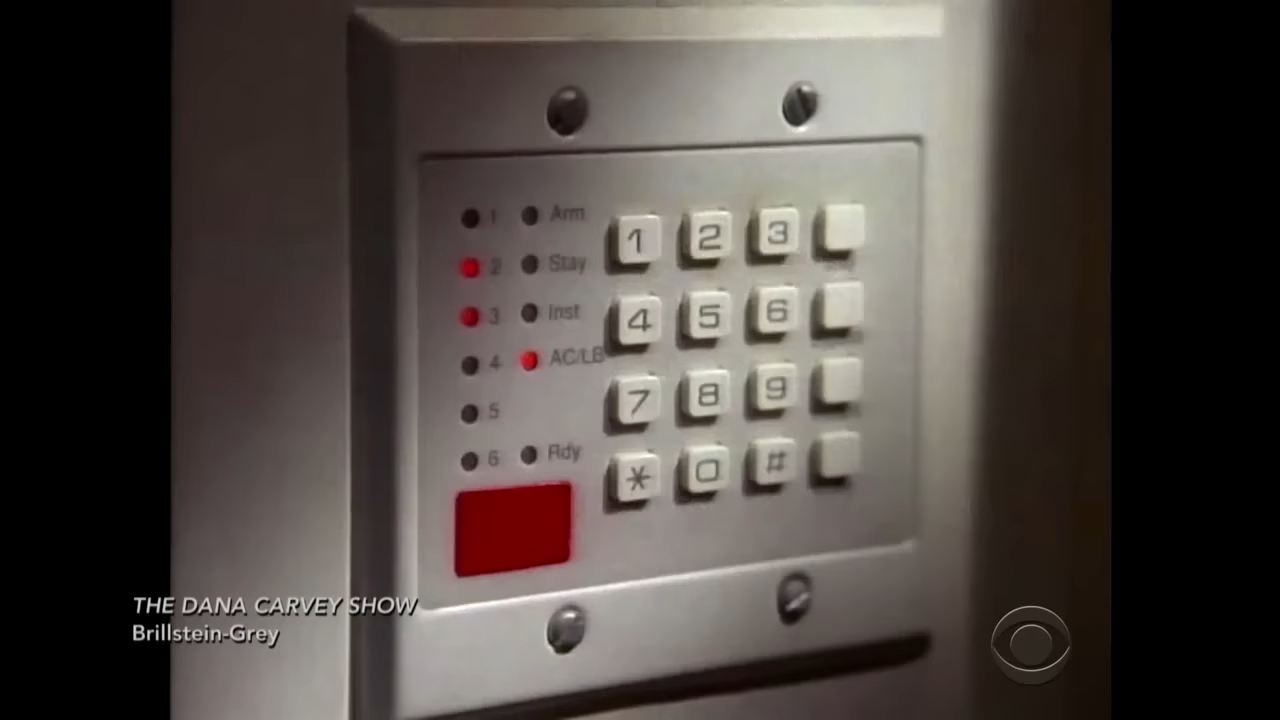 1 Arm
2 Stay
3 Inst
4 AC/LB
5
6 Rdy
1 2 3
4 5 6
7 8 9
* 0 #
THE DANA CARVEY SHOW
Brillstein-Grey